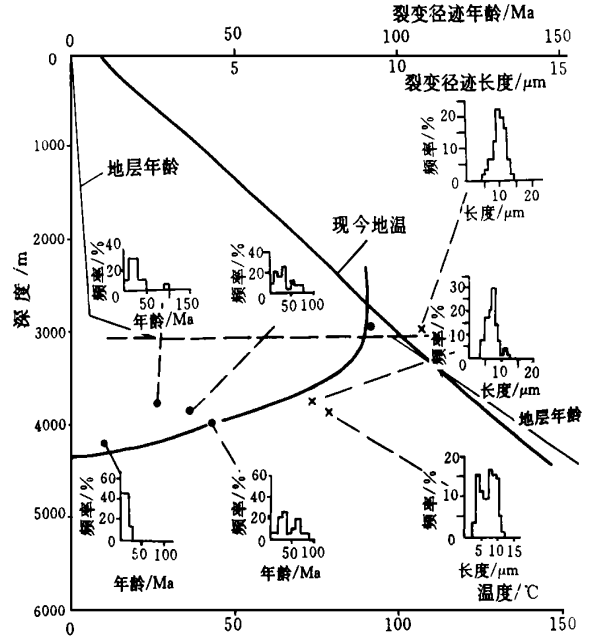 裂变径迹年龄/Ma
0 50 100 150
0 5 10 15
裂变径迹长度/μm
频率/%
20
10
0
10 20
长度/μm
1000
地层年龄
现今地温
2000
频率/%
40
20
0
50 150
年龄/Ma
频率/%
40
20
0
50 100
深度/m
3000
频率/%
30
20
10
0
10 20
长度/μm
地层年龄
4000
频率/%
60
40
20
0
50 100
年龄/Ma
频率/%
60
40
20
0
50 100
年龄/Ma
频率/%
20
10
0
5 10 15
长度/μm
5000
温度/℃
6000
0 50 100 150